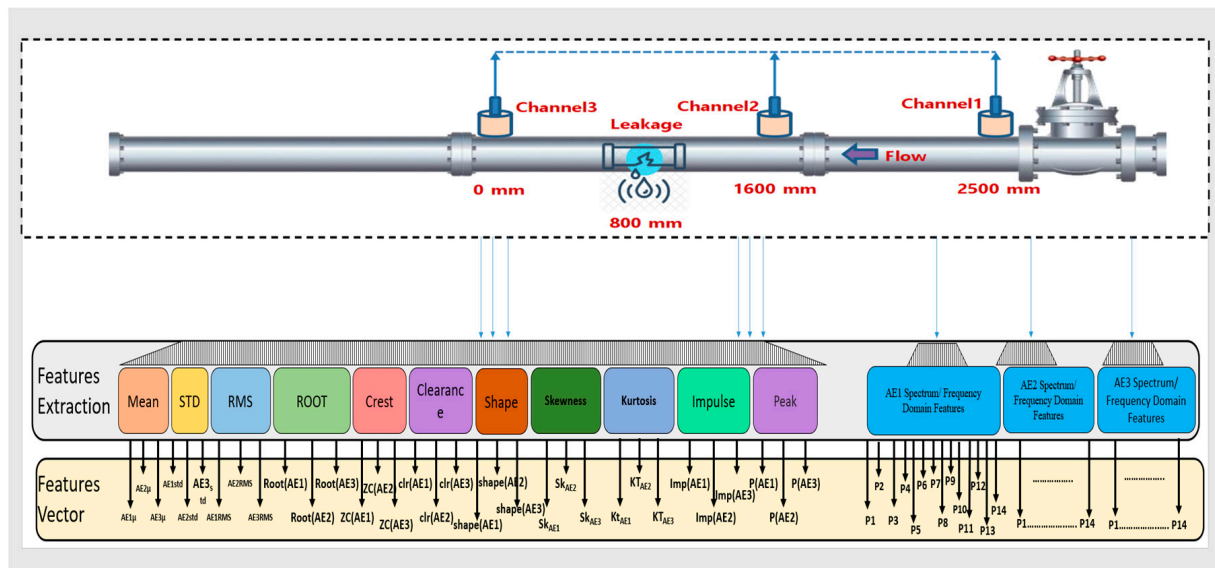 Channel3
Channel2
Channel1
Leakage
Flow
0 mm
1600 mm
2500 mm
800 mm
Features
Extraction
Mean
STD
RMS
ROOT
Crest
Clearanc
e
Shape
Skewness
Kurtosis
Impulse
Peak
AE1 Spectrum/ Frequency
Domain Features
AE2 Spectrum/
Frequency Domain
Features
AE3 Spectrum/
Frequency Domain
Features
Features
Vector
AE1μ
AE2μ
AE3μ
AE1std
AE2std
AE3s
td
AE1RMS
AE2RMS
AE3RMS
Root(AE1)
Root(AE2)
Root(AE3)
ZC(AE1)
ZC(AE2)
ZC(AE3)
clr(AE1)
clr(AE2)
clr(AE3)
shape(AE1)
shape(AE2)
shape(AE3)
SkAE1
SkAE2
SkAE3
KtAE1
KTAE2
KTAE3
Imp(AE1)
Imp(AE2)
Imp(AE3)
P(AE1)
P(AE2)
P(AE3)
P1
P2
P3
P4
P5
P6
P7
P8
P9
P10
P11
P12
P13
P14
...............
P1...................... P14
..............
P1...................... P14